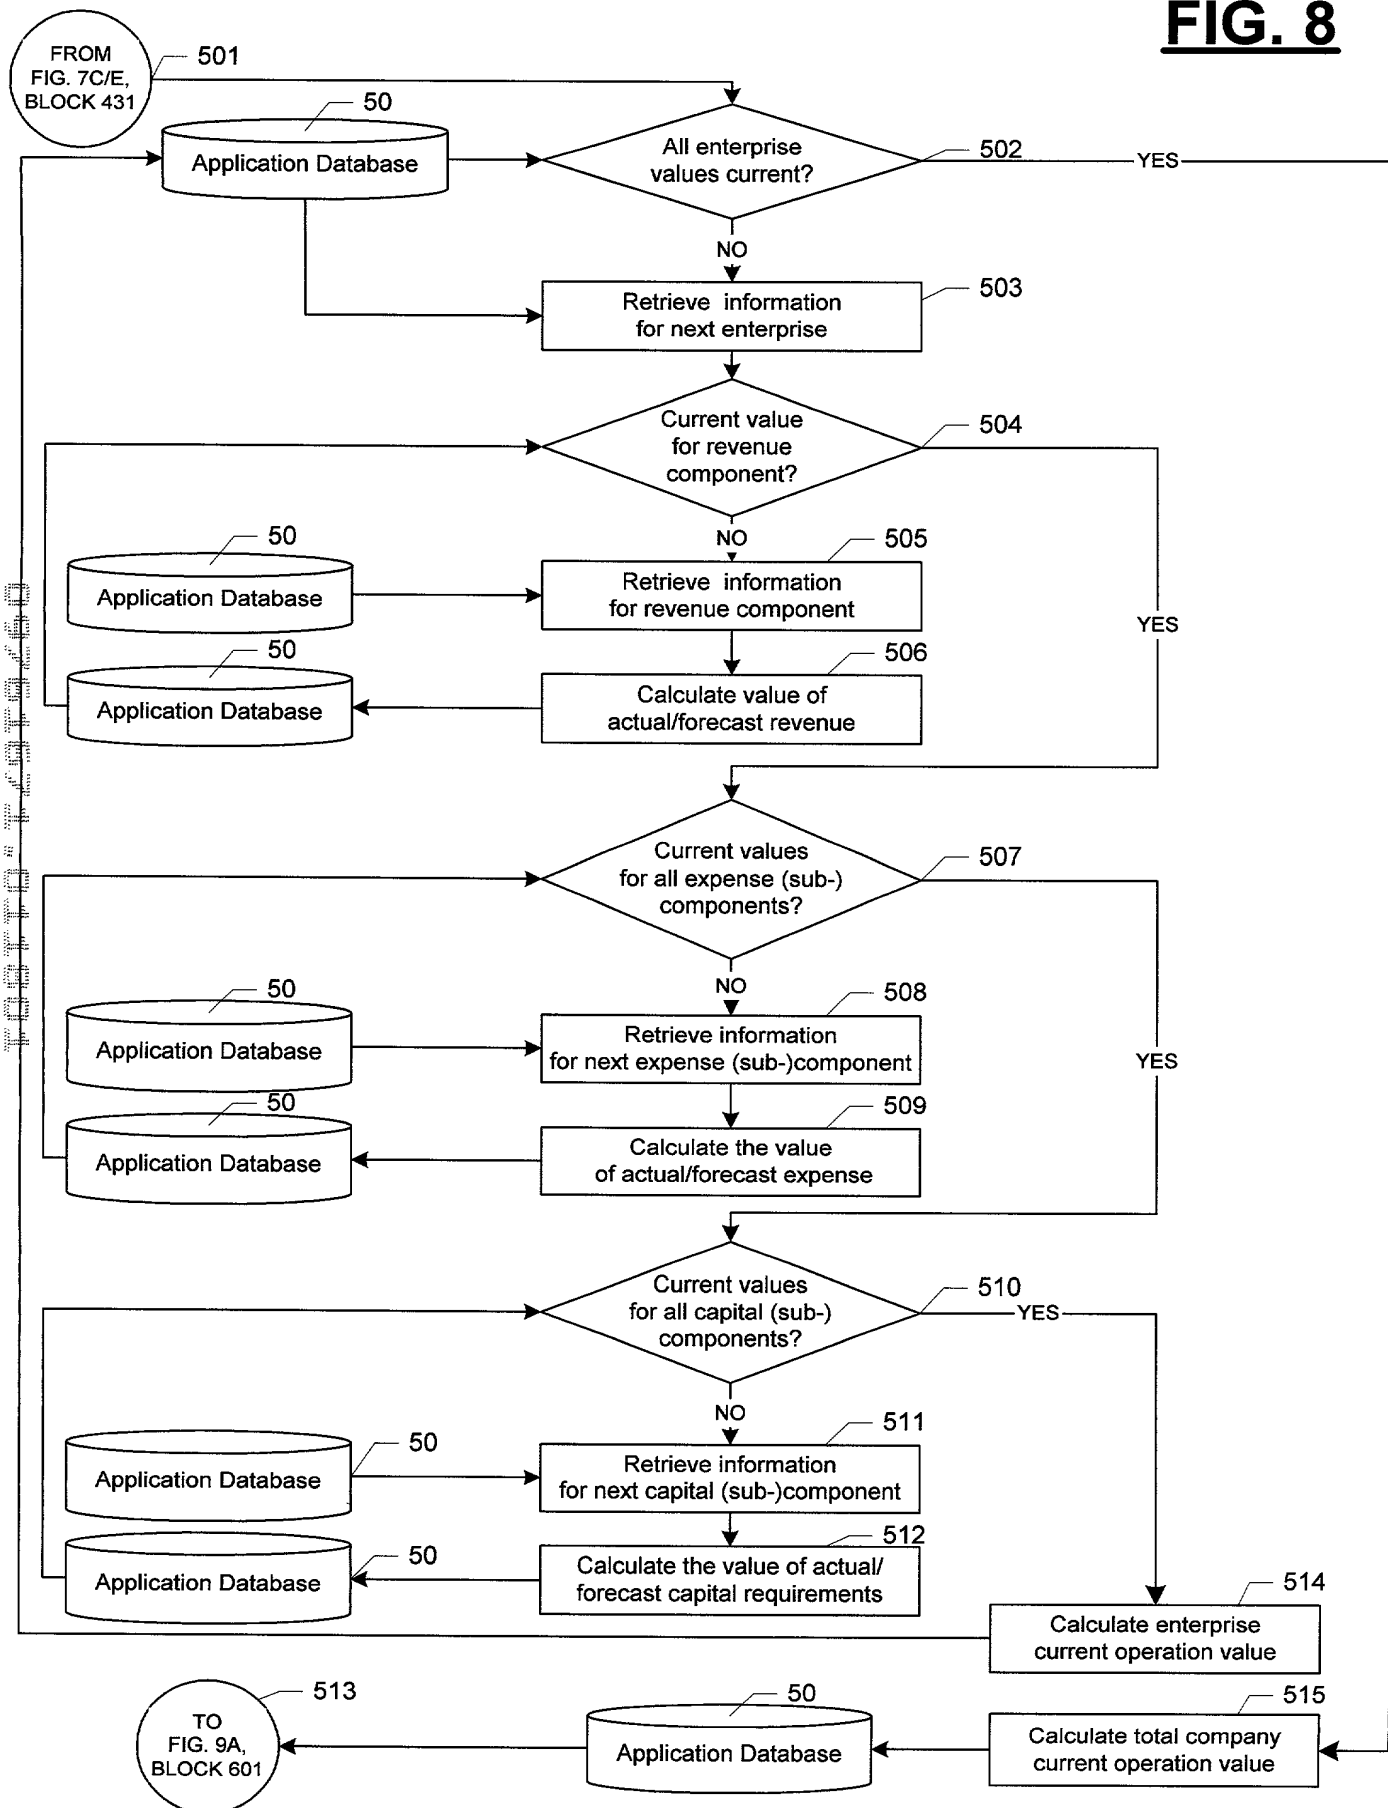 FIG. 8
FROM
FIG. 7C/E,
BLOCK 431
501
50
Application Database
All enterprise
values current?
502
YES
NO
503
Retrieve information
for next enterprise
Current value
for revenue
component?
504
NO
YES
50
Application Database
505
Retrieve information
for revenue component
50
Application Database
506
Calculate value of
actual/forecast revenue
Current values
for all expense (sub-)
components?
507
NO
YES
50
Application Database
508
Retrieve information
for next expense (sub-)component
50
Application Database
509
Calculate the value
of actual/forecast expense
Current values
for all capital (sub-)
components?
510
YES
NO
50
Application Database
511
Retrieve information
for next capital (sub-)component
50
Application Database
512
Calculate the value of actual/
forecast capital requirements
514
Calculate enterprise
current operation value
513
TO
FIG. 9A,
BLOCK 601
50
Application Database
515
Calculate total company
current operation value